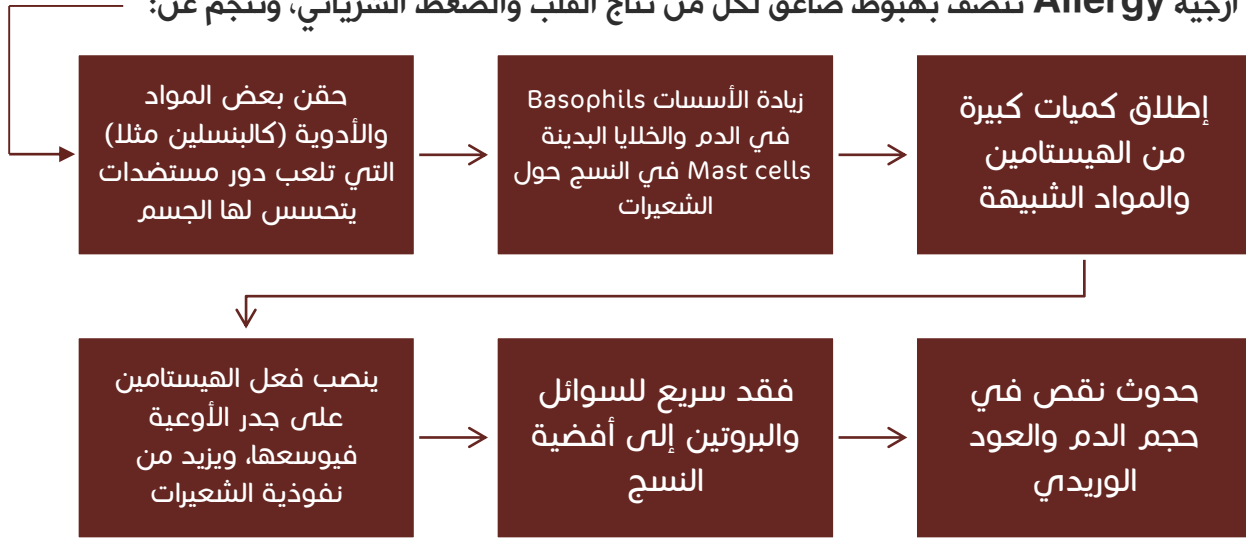 أرجية Allergy تتصف بهبوط صاعق لكل من نتاج القلب والضغط الشرياني، وتنجم عن:
حقن بعض المواد
والأدوية (كالبنسلين مثلا)
التي تلعب دور مستضدات
يتحسس لها الجسم
زيادة الأسسات Basophils
في الدم والخلايا البدينة
Mast cells في النسج حول
الشعيرات
إطلاق كميات كبيرة
من الهيستامين
والمواد الشبيهة
ينصب فعل الهيستامين
على جدر الأوعية
فيوسعها، ويزيد من
نفوذية الشعيرات
فقد سريع للسوائل
والبروتين إلى أفضية
النسج
حدوث نقص في
حجم الدم والعود
الوريدي